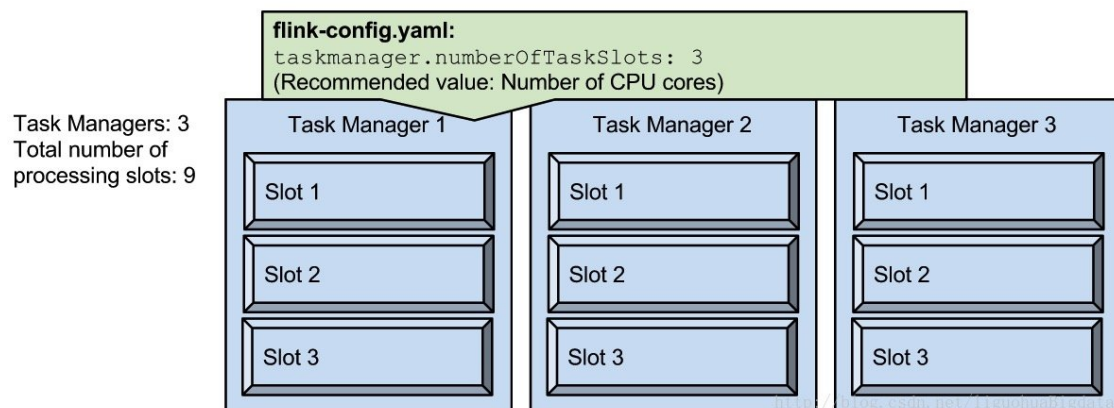 flink-config.yaml:
taskmanager.numberOfTaskSlots: 3
(Recommended value: Number of CPU cores)
Task Managers: 3
Total number of
processing slots: 9
Task Manager 1
Slot 1
Slot 2
Slot 3
Task Manager 2
Slot 1
Slot 2
Slot 3
Task Manager 3
Slot 1
Slot 2
Slot 3